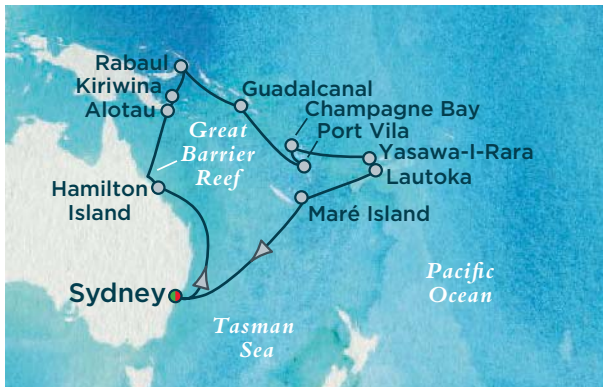 Rabaul
Kiriwina
Alotau
Guadalcanal
Champagne Bay
Port Vila
Great
Barrier
Reef
Yasawa-I-Rara
Lautoka
Hamilton
Island
Maré Island
Sydney
Pacific
Ocean
Tasman
Sea